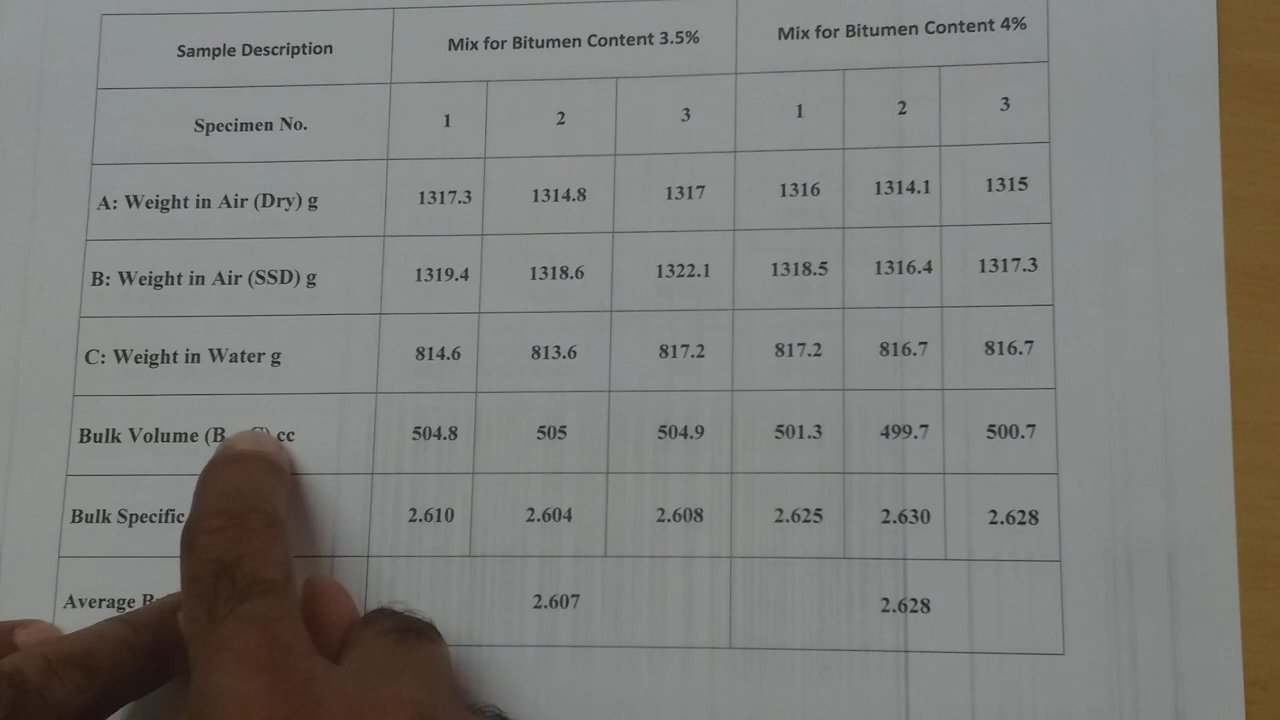 Sample Description Mix for Bitumen Content 3.5% Mix for Bitumen Content 4%
Specimen No. 1 2 3 1 2 3
A: Weight in Air (Dry) g 1317.3 1314.8 1317 1316 1314.1 1315
B: Weight in Air (SSD) g 1319.4 1318.6 1322.1 1318.5 1316.4 1317.3
C: Weight in Water g 814.6 813.6 817.2 817.2 816.7 816.7
Bulk Volume (B cc 504.8 505 504.9 501.3 499.7 500.7
Bulk Specific 2.610 2.604 2.608 2.625 2.630 2.628
Average 2.607 2.628